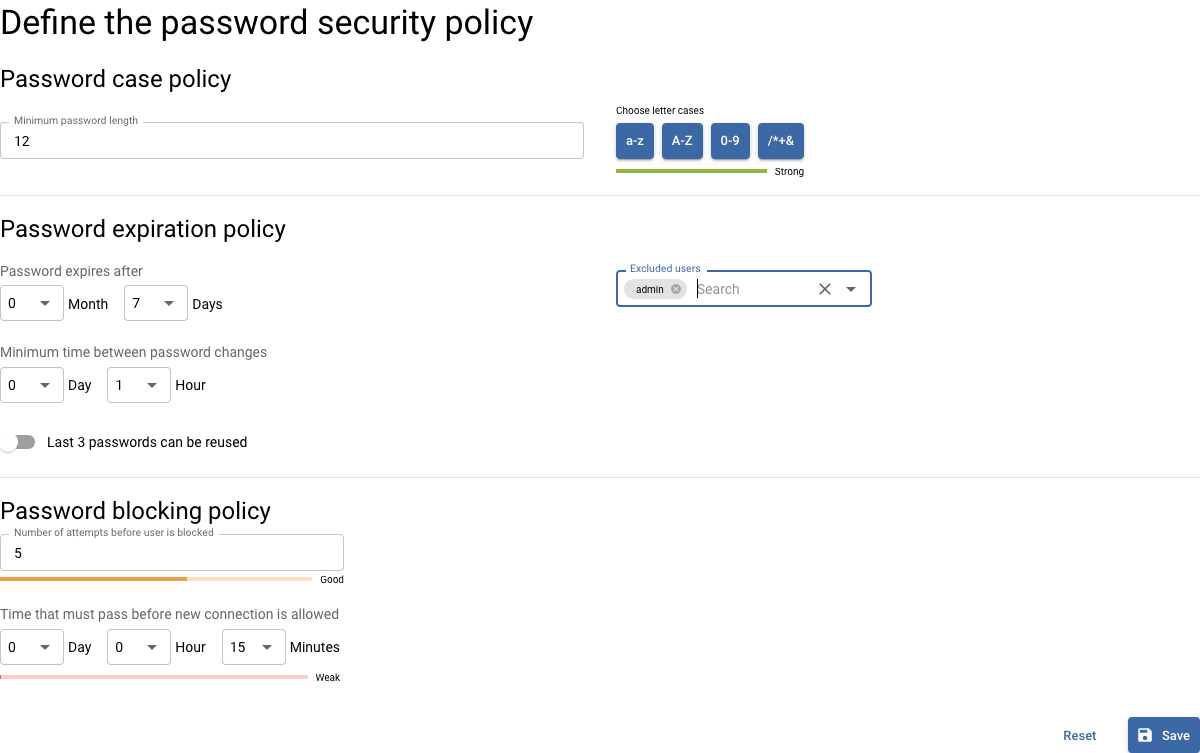 Define the password security policy
Password case policy
Minimum password length
12
Choose letter cases
a-z A-Z 0-9 /*+&
Strong
Password expiration policy
Password expires after
0 Month 7 Days
Excluded users
admin Search
Minimum time between password changes
0 Day 1 Hour
Last 3 passwords can be reused
Password blocking policy
Number of attempts before user is blocked
5
Good
Time that must pass before new connection is allowed
0 Day 0 Hour 15 Minutes
Weak
Reset Save